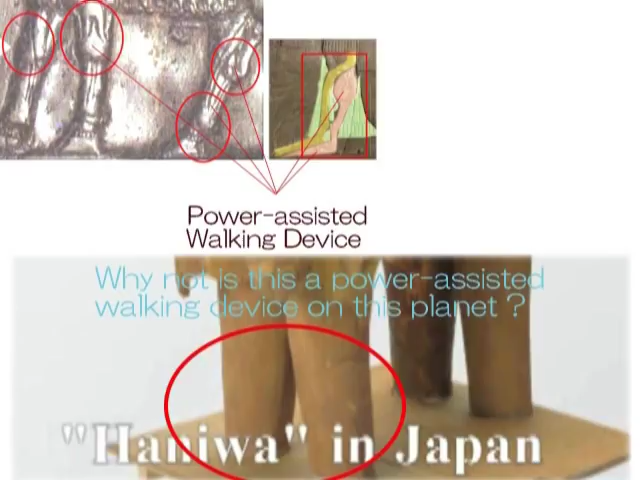 Power-assisted
Walking Device
Why not is this a power-assisted
walking device on this planet ?
"Haniwa" in Japan